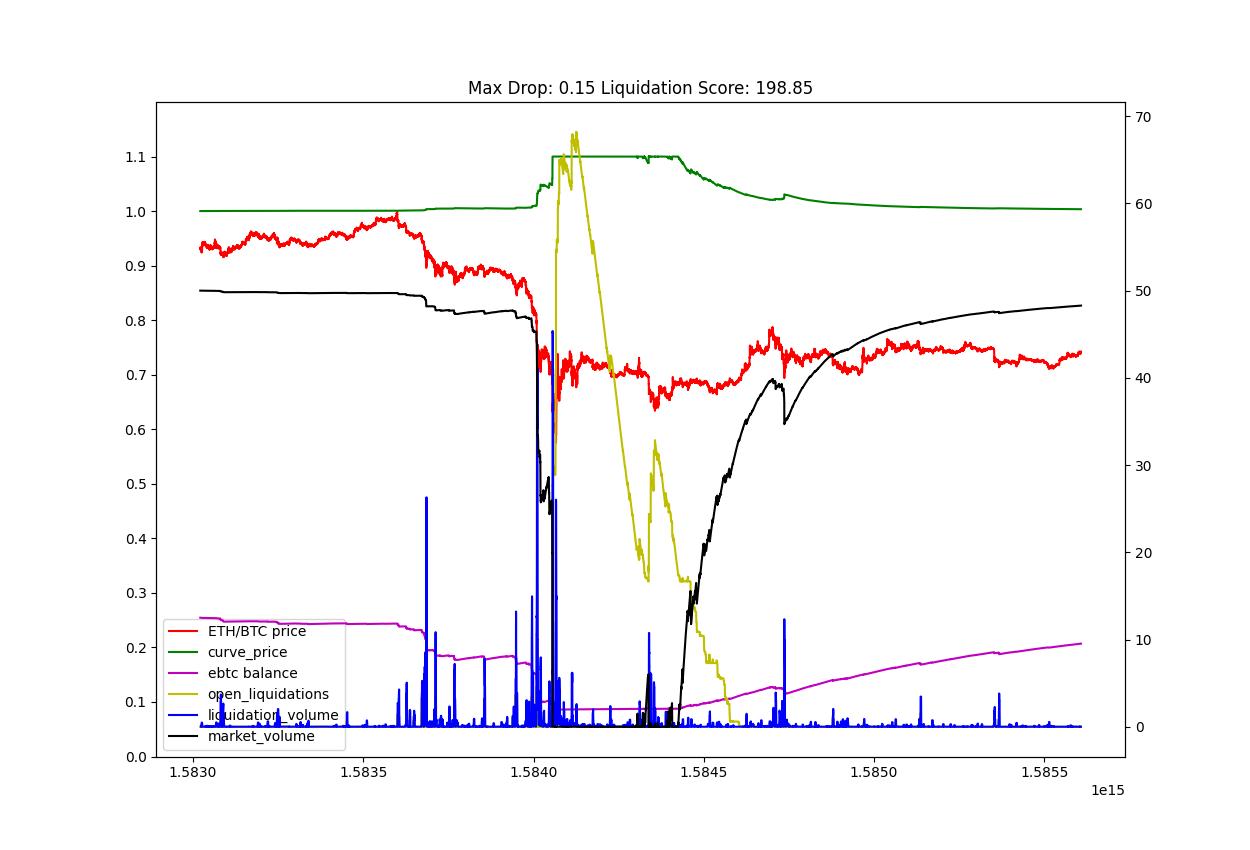 Max Drop: 0.15 Liquidation Score: 198.85
70
1.1
60
1.0
0.9
50
0.8
40
0.7
0.6
30
0.5
0.4
20
0.3
ETH/BTC price
10
0.2
curve_price
ebtc balance
open_liquidations
0.1
liquidation_volume
0
market_volume
0.0
1.5830 1.5835 1.5840 1.5845 1.5850 1.5855
1e15